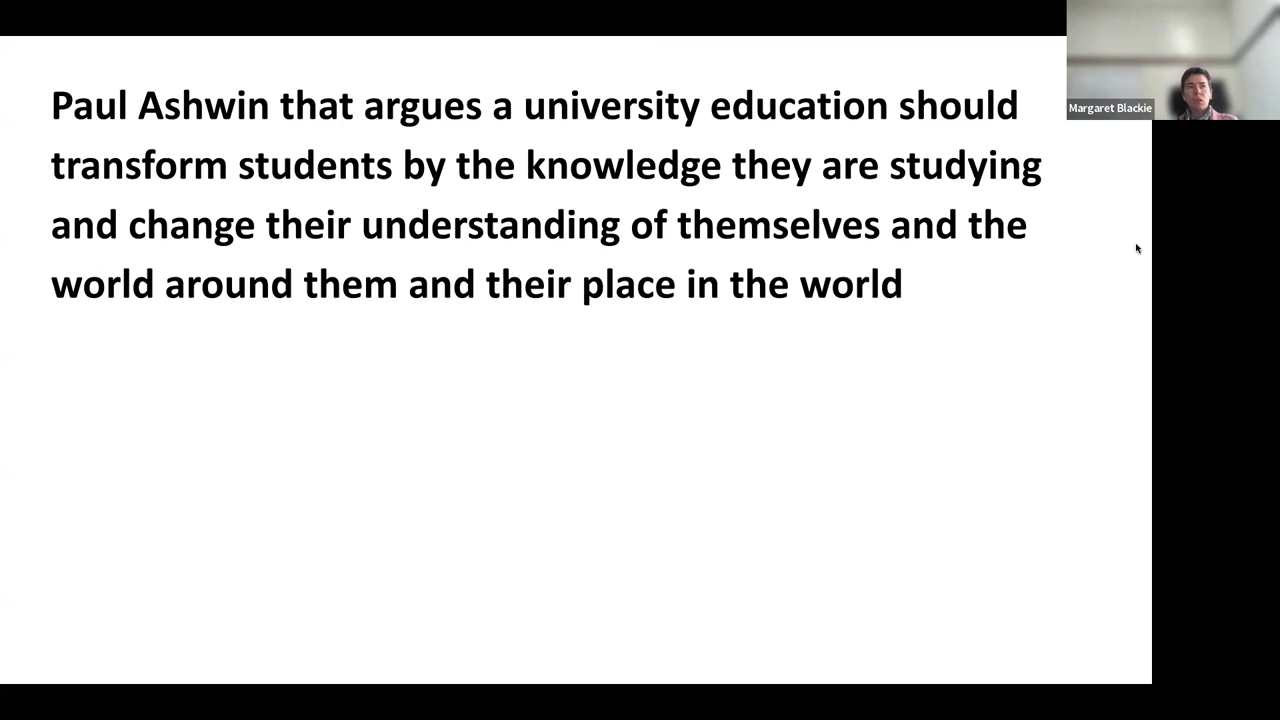 Paul Ashwin that argues a university education should
transform students by the knowledge they are studying
and change their understanding of themselves and the
world around them and their place in the world
Margaret Blackie